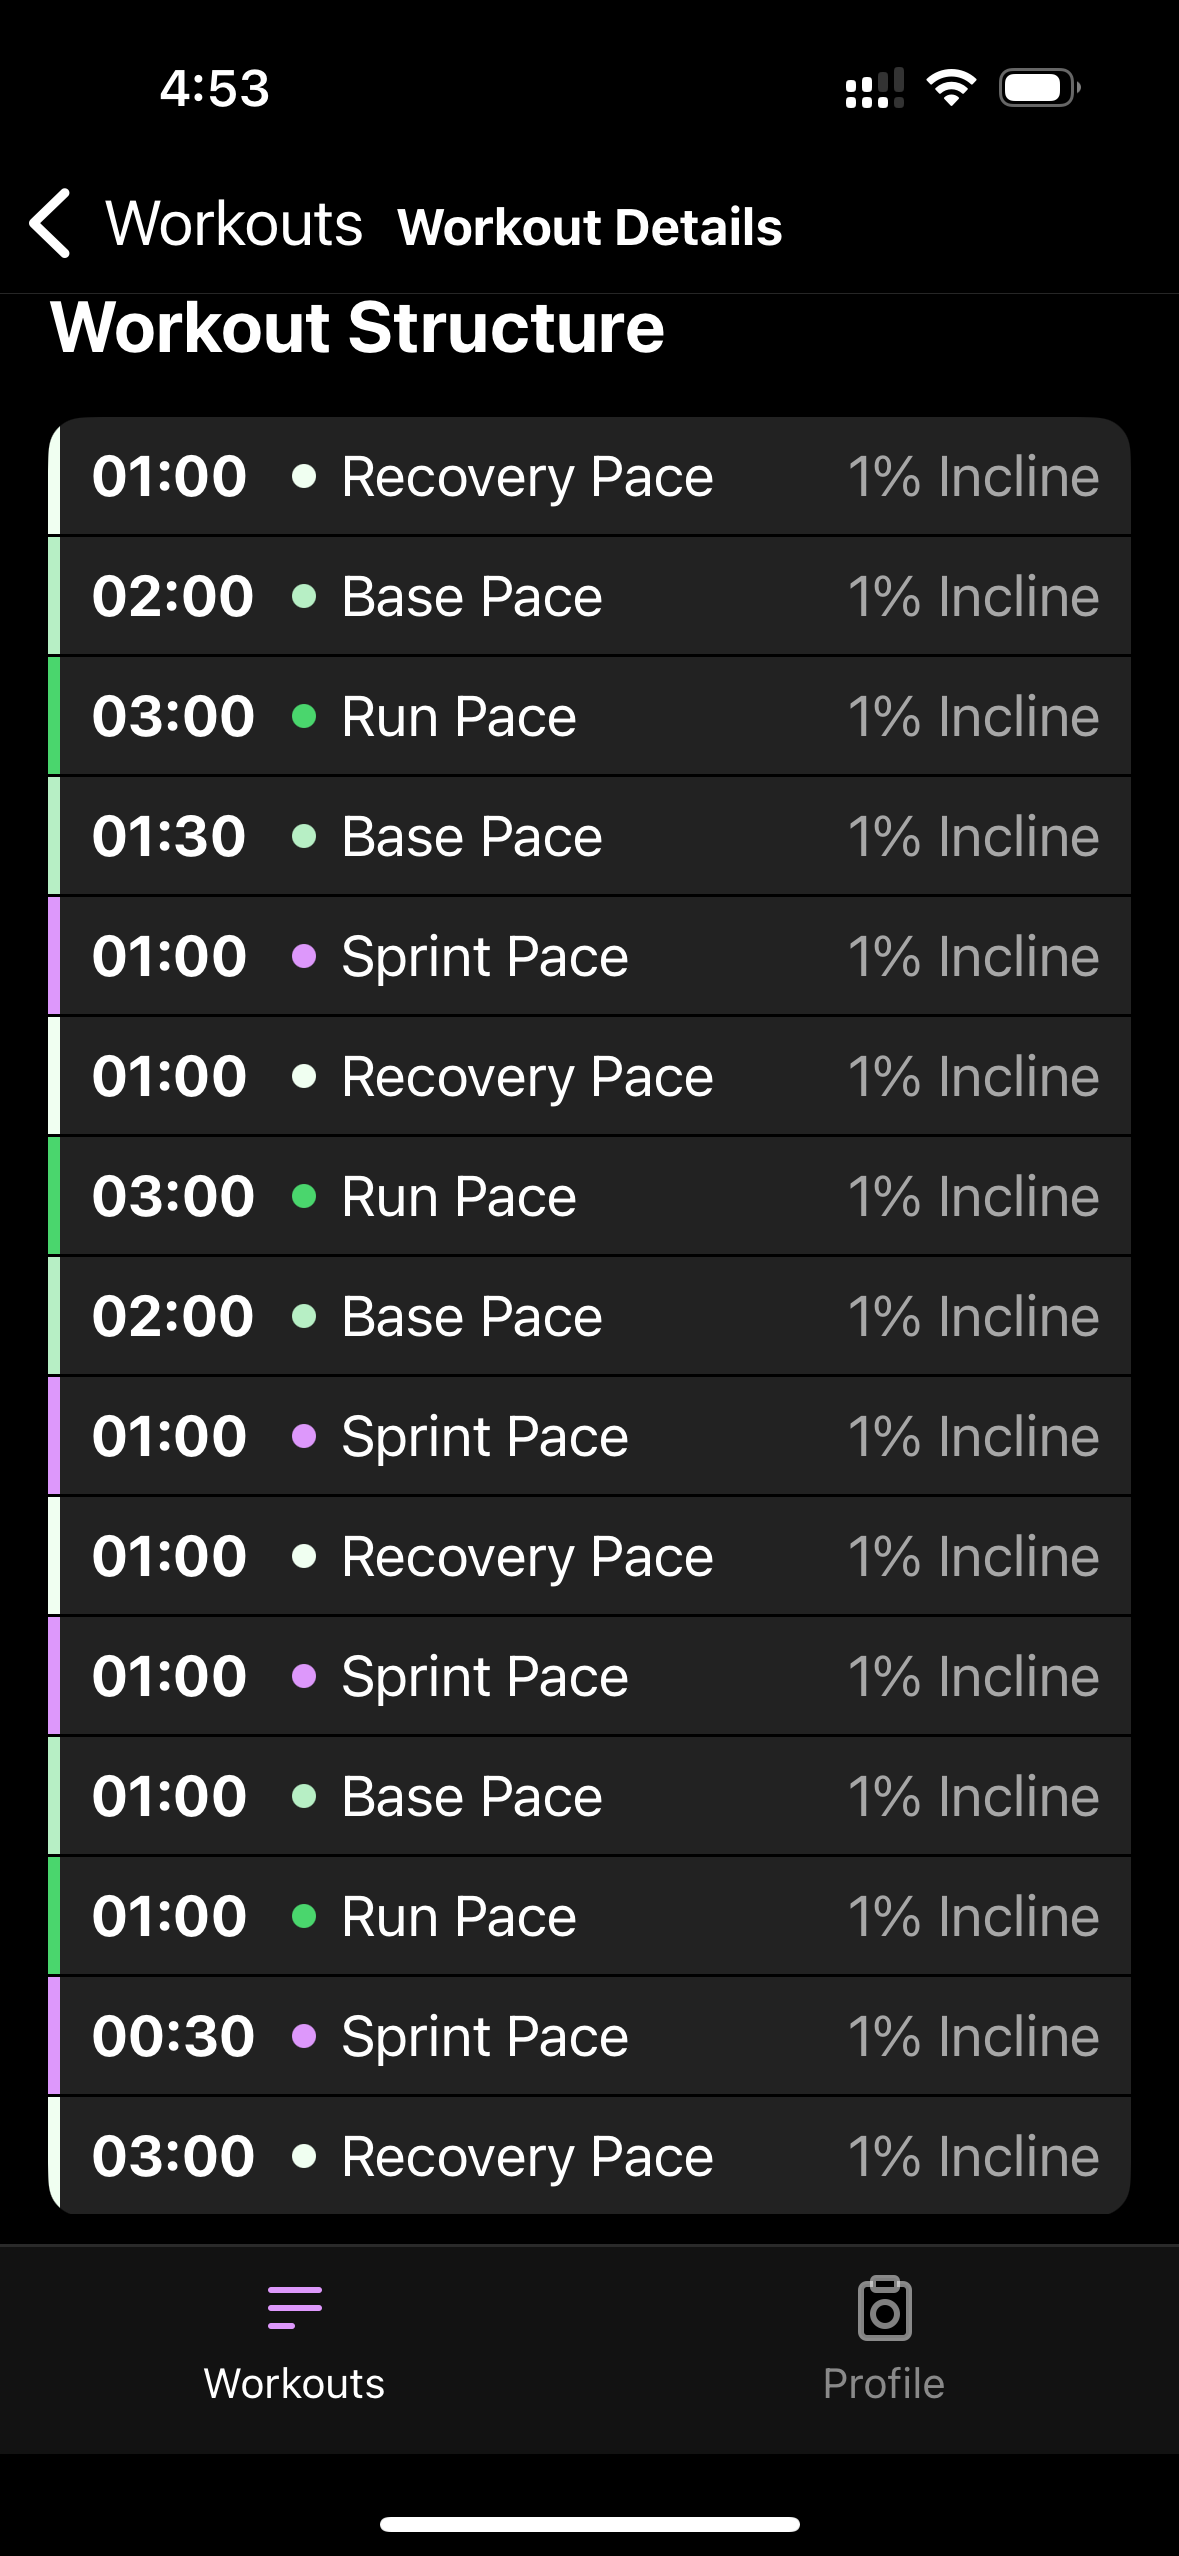 4:53
Workouts Workout Details
Workout Structure
01:00 Recovery Pace 1% Incline
02:00 Base Pace 1% Incline
03:00 Run Pace 1% Incline
01:30 Base Pace 1% Incline
01:00 Sprint Pace 1% Incline
01:00 Recovery Pace 1% Incline
03:00 Run Pace 1% Incline
02:00 Base Pace 1% Incline
01:00 Sprint Pace 1% Incline
01:00 Recovery Pace 1% Incline
01:00 Sprint Pace 1% Incline
01:00 Base Pace 1% Incline
01:00 Run Pace 1% Incline
00:30 Sprint Pace 1% Incline
03:00 Recovery Pace 1% Incline
Workouts Profile